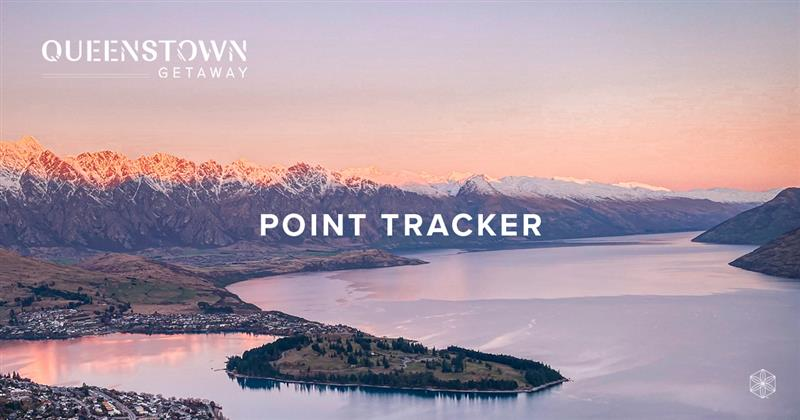 QUEENSTOWN
GETAWAY
POINT TRACKER